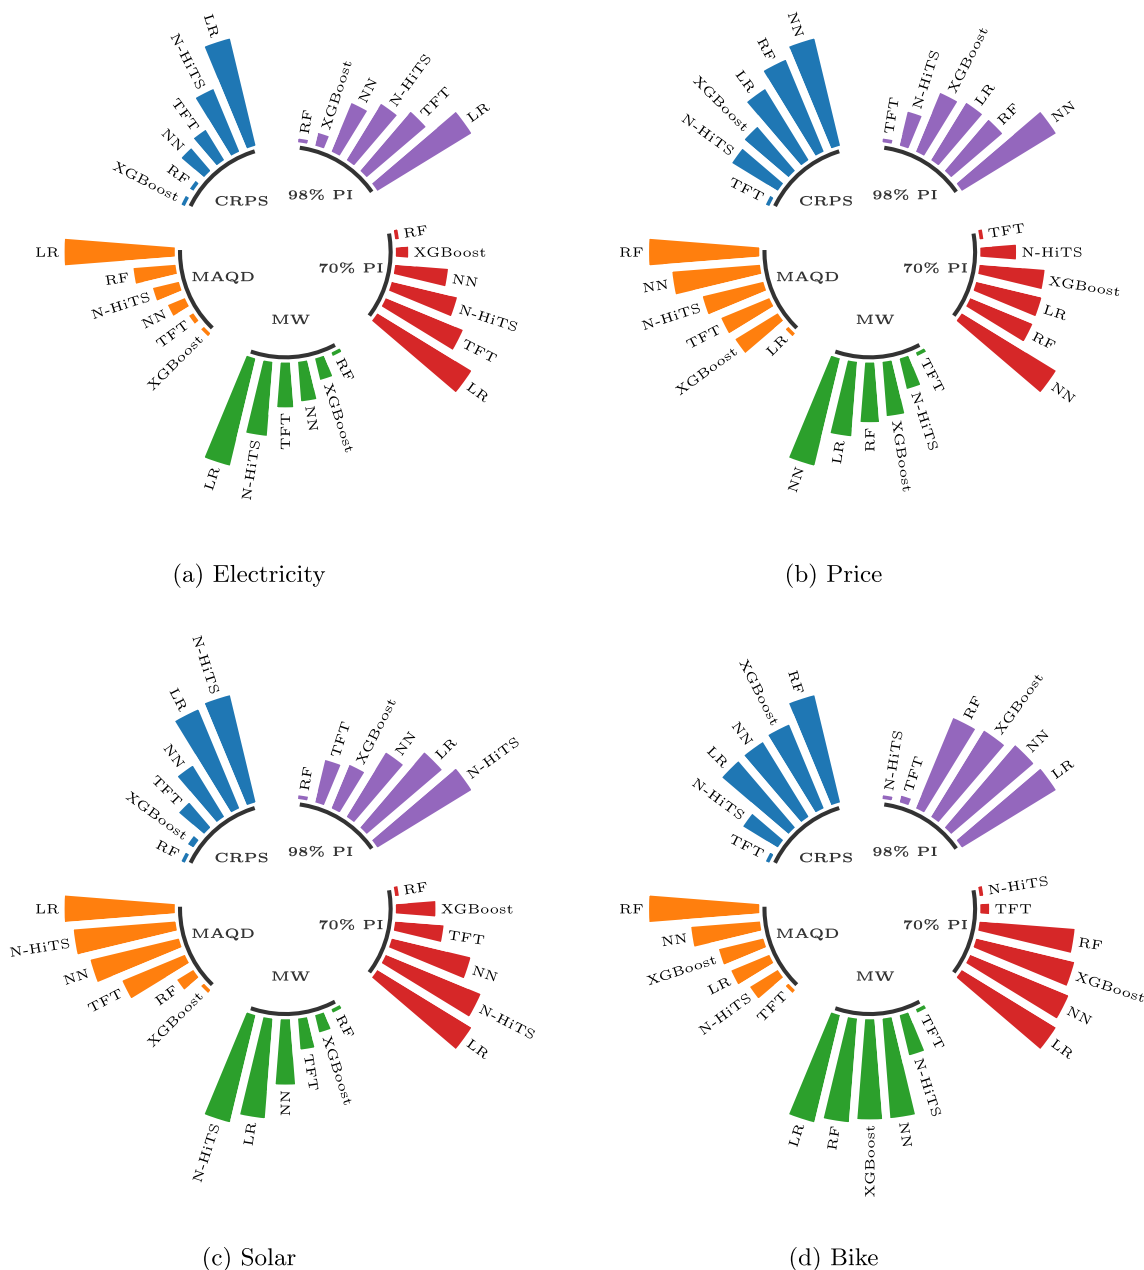 LR
N-HiTS
TFT
NN
RF
XGBoost
CRPS
RF
XGBoost
NN
N-HiTS
TFT
LR
98% PI
RF
XGBoost
NN
N-HiTS
TFT
LR
70% PI
LR
RF
N-HiTS
NN
TFT
XGBoost
MAQD
MW
LR
N-HiTS
TFT
NN
XGBoost
RF
(a) Electricity
NN
RF
LR
XGBoost
N-HiTS
TFT
CRPS
TFT
N-HiTS
XGBoost
LR
RF
NN
98% PI
TFT
N-HiTS
XGBoost
LR
RF
NN
70% PI
RF
NN
N-HiTS
TFT
XGBoost
LR
MAQD
MW
NN
LR
RF
XGBoost
N-HiTS
TFT
(b) Price
N-HiTS
LR
NN
TFT
XGBoost
RF
CRPS
RF
TFT
XGBoost
NN
LR
N-HiTS
98% PI
RF
XGBoost
TFT
NN
N-HiTS
LR
70% PI
LR
N-HiTS
NN
TFT
RF
XGBoost
MAQD
MW
N-HiTS
LR
NN
TFT
XGBoost
RF
(c) Solar
RF
XGBoost
NN
LR
N-HiTS
TFT
CRPS
N-HiTS
TFT
RF
XGBoost
NN
LR
98% PI
N-HiTS
TFT
RF
XGBoost
NN
LR
70% PI
RF
NN
XGBoost
LR
N-HiTS
TFT
MAQD
MW
LR
RF
XGBoost
NN
N-HiTS
TFT
(d) Bike